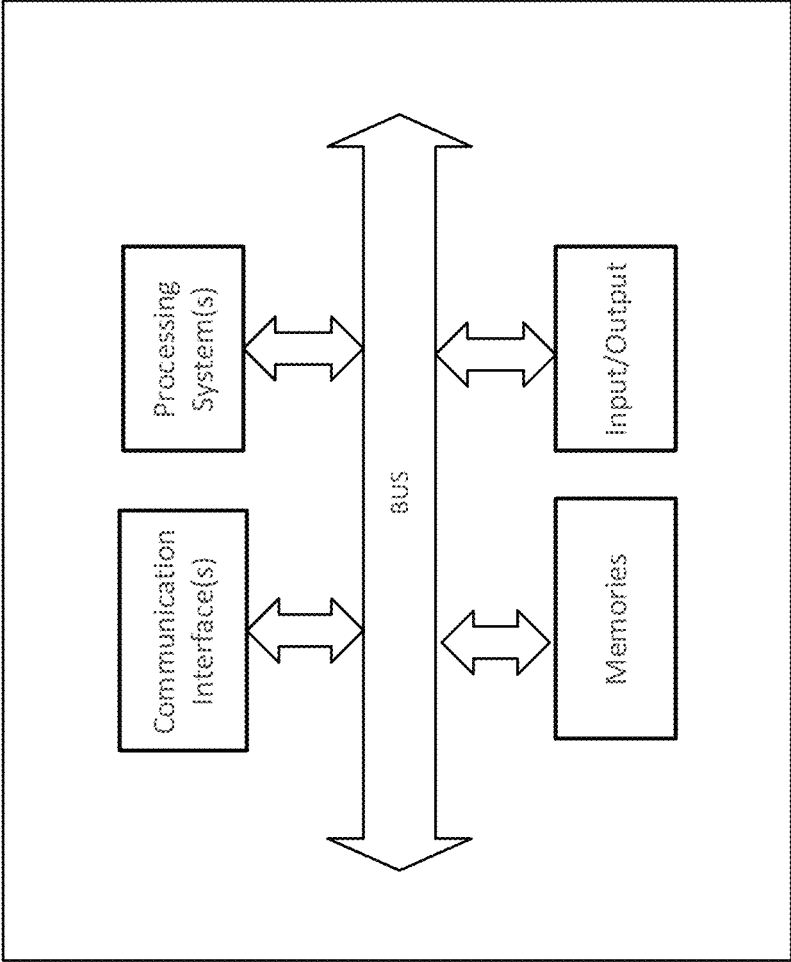 Communication
Interface(s)
Processing
System(s)
BUS
Memories
Input/Output